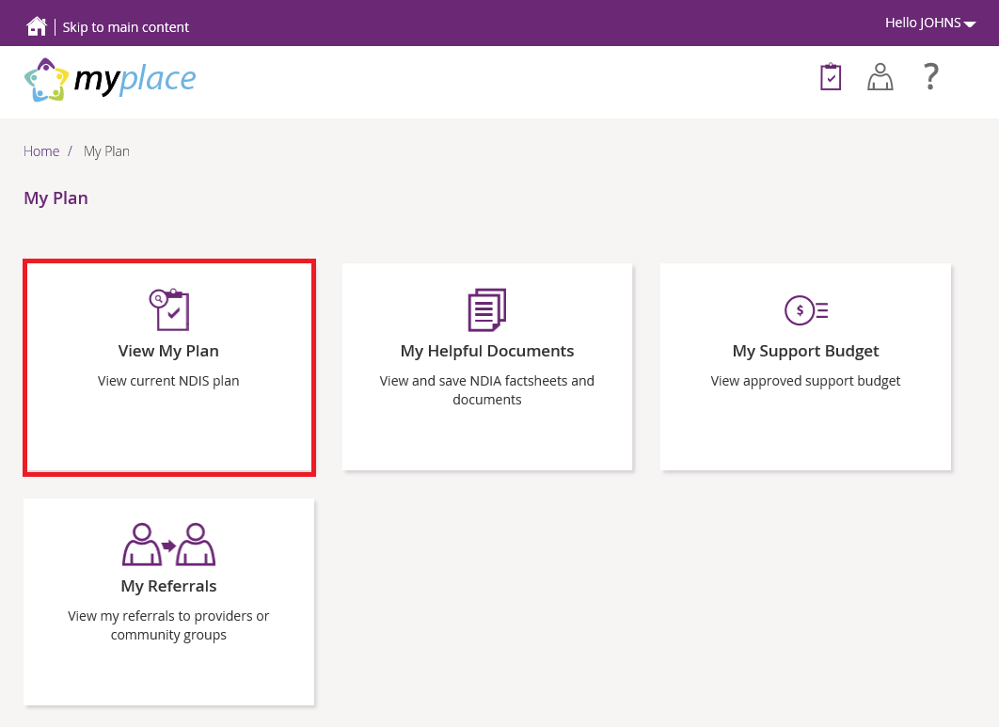 Skip to main content
Hello JOHNS
myplace
?
Home / My Plan
My Plan
View My Plan
View current NDIS plan
My Helpful Documents
View and save NDIA factsheets and
documents
$
My Support Budget
View approved support budget
My Referrals
View my referrals to providers or
community groups